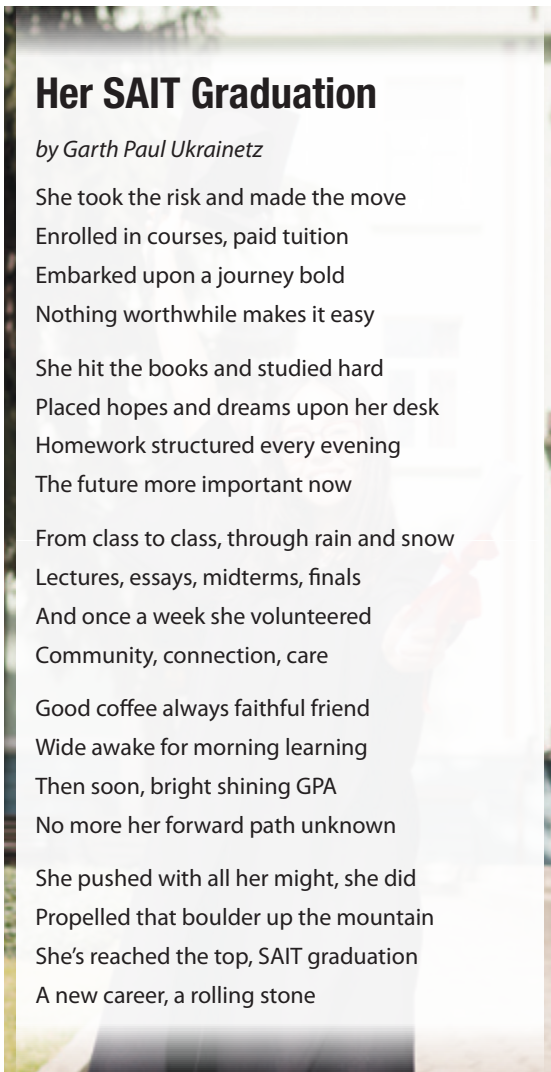 Her SAIT Graduation
by Garth Paul Ukrainetz
She took the risk and made the move
Enrolled in courses, paid tuition
Embarked upon a journey bold
Nothing worthwhile makes it easy
She hit the books and studied hard
Placed hopes and dreams upon her desk
Homework structured every evening
The future more important now
From class to class, through rain and snow
Lectures, essays, midterms, finals
And once a week she volunteered
Community, connection, care
Good coffee always faithful friend
Wide awake for morning learning
Then soon, bright shining GPA
No more her forward path unknown
She pushed with all her might, she did
Propelled that boulder up the mountain
She’s reached the top, SAIT graduation
A new career, a rolling stone